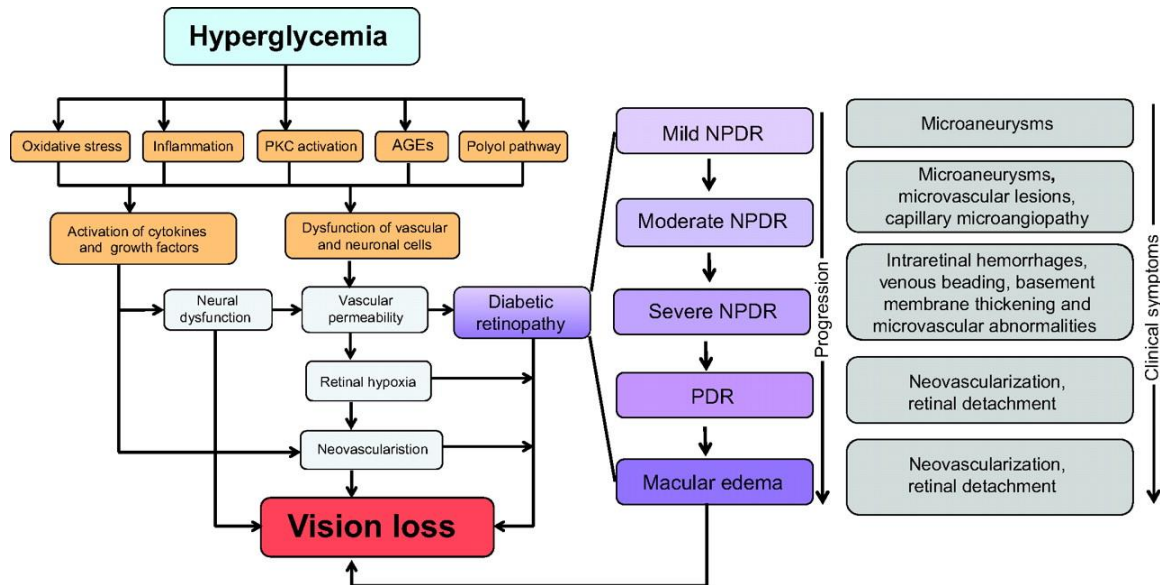 Hyperglycemia
Oxidative stress
Inflammation
PKC activation
AGEs
Polyol pathway
Activation of cytokines
and growth factors
Dysfunction of vascular
and neuronal cells
Neural
dysfunction
Vascular
permeability
Diabetic
retinopathy
Retinal hypoxia
Neovascularistion
Vision loss
Mild NPDR
Moderate NPDR
Severe NPDR
PDR
Macular edema
Progression
Microaneurysms
Microaneurysms,
microvascular lesions,
capillary microangiopathy
Intraretinal hemorrhages,
venous beading, basement
membrane thickening and
microvascular abnormalities
Neovascularization,
retinal detachment
Neovascularization,
retinal detachment
Clinical symptoms